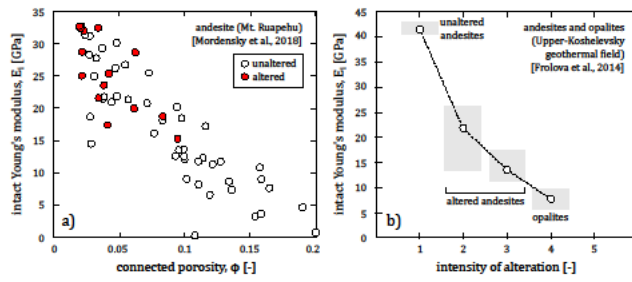 andesite (Mt. Ruapehu)
[Mordensky et al., 2018]
unaltered
altered
35
30
25
20
15
10
5
0
intact Young's modulus, Eᵢ [GPa]
a)
0 0.05 0.1 0.15 0.2
connected porosity, ϕ [-]
unaltered
andesites
andesites and opalites
(Upper-Koshelevsky
geothermal field)
[Frolova et al., 2014]
45
40
35
30
25
20
15
10
5
0
intact Young's modulus, Eᵢ [GPa]
altered andesites
opalites
b)
1 2 3 4 5
intensity of alteration [-]